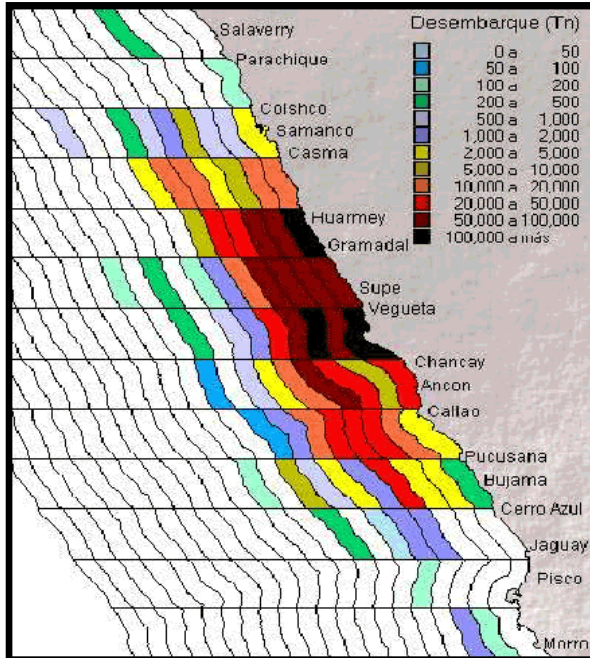 Desembarque (Tn)
0 a 50
50 a 100
100 a 200
200 a 500
500 a 1,000
1,000 a 2,000
2,000 a 5,000
5,000 a 10,000
10,000 a 20,000
20,000 a 50,000
50,000 a 100,000
100,000 a más
Salaverry
Parachique
Coishco
Samanco
Casma
Huarmey
Gramadal
Supe
Vegueta
Chancay
Ancon
Callao
Pucusana
Bujama
Cerro Azul
Jaguay
Pisco
Morro